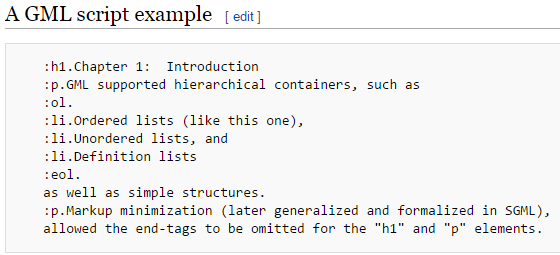 A GML script example [ edit ]
:h1.Chapter 1:  Introduction
:p.GML supported hierarchical containers, such as
:ol.
:li.Ordered lists (like this one),
:li.Unordered lists, and
:li.Definition lists
:eol.
as well as simple structures.
:p.Markup minimization (later generalized and formalized in SGML),
allowed the end-tags to be omitted for the "h1" and "p" elements.